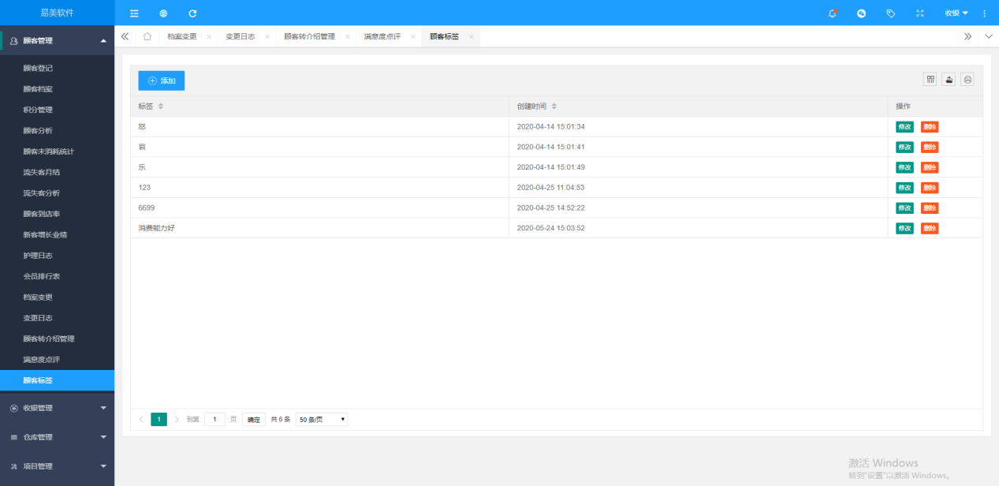 易美软件
收银
顾客管理
档案变更
变更日志
顾客转介绍管理
满意度点评
顾客标签
顾客登记
顾客档案
积分管理
顾客分析
顾客未消耗统计
流失客月结
流失客分析
顾客到店率
新客增长业绩
护理日志
会员排行表
档案变更
变更日志
顾客转介绍管理
满意度点评
顾客标签
收银管理
仓库管理
项目管理
添加
标签 创建时间 操作
怒 2020-04-14 15:01:34 修改 删除
哀 2020-04-14 15:01:41 修改 删除
乐 2020-04-14 15:01:49 修改 删除
123 2020-04-25 11:04:53 修改 删除
6699 2020-04-25 14:52:22 修改 删除
消费能力好 2020-05-24 15:03:52 修改 删除
1 到第 1 页 确定 共 6 条 50 条/页
激活 Windows
转到"设置"以激活 Windows。